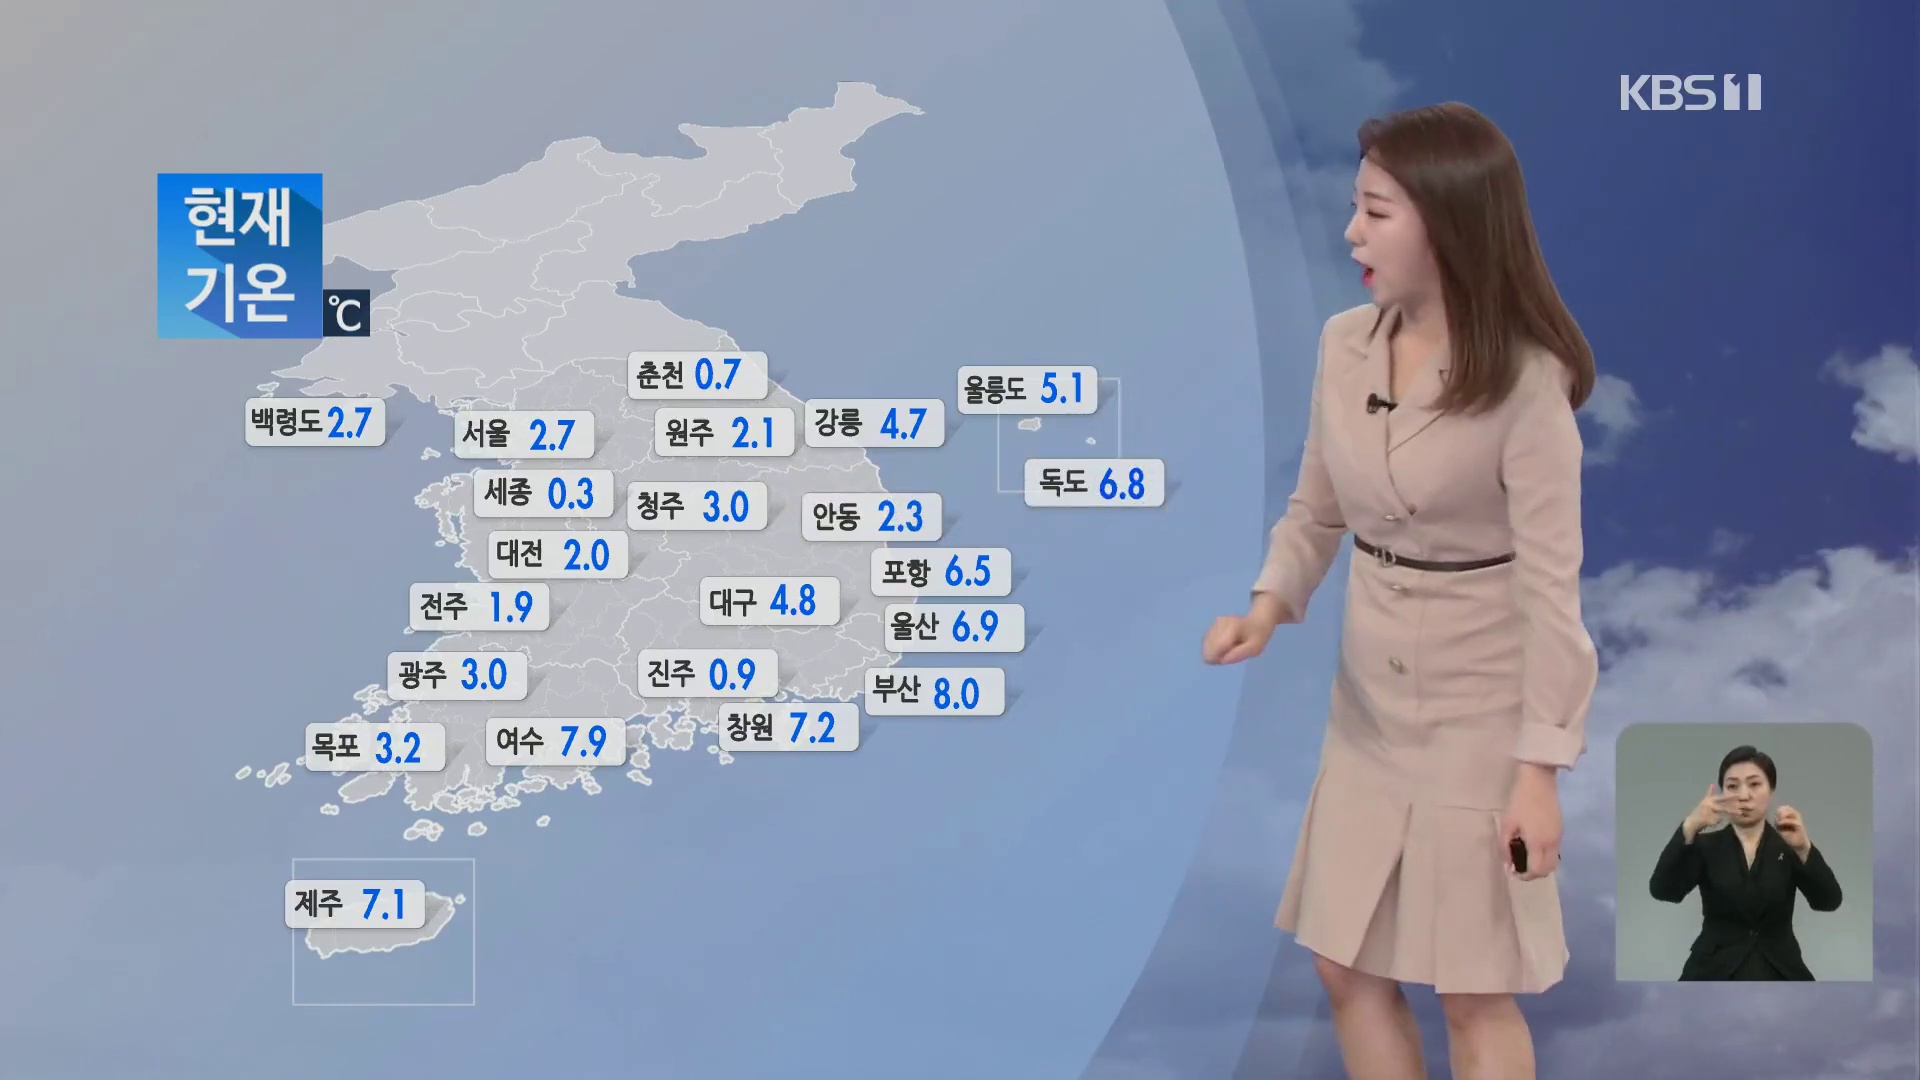 KBS 1
현재
기온
℃
춘천 0.7
울릉도 5.1
백령도 2.7
서울 2.7
원주 2.1
강릉 4.7
독도 6.8
세종 0.3
청주 3.0
안동 2.3
대전 2.0
포항 6.5
전주 1.9
대구 4.8
울산 6.9
광주 3.0
진주 0.9
부산 8.0
목포 3.2
여수 7.9
창원 7.2
제주 7.1